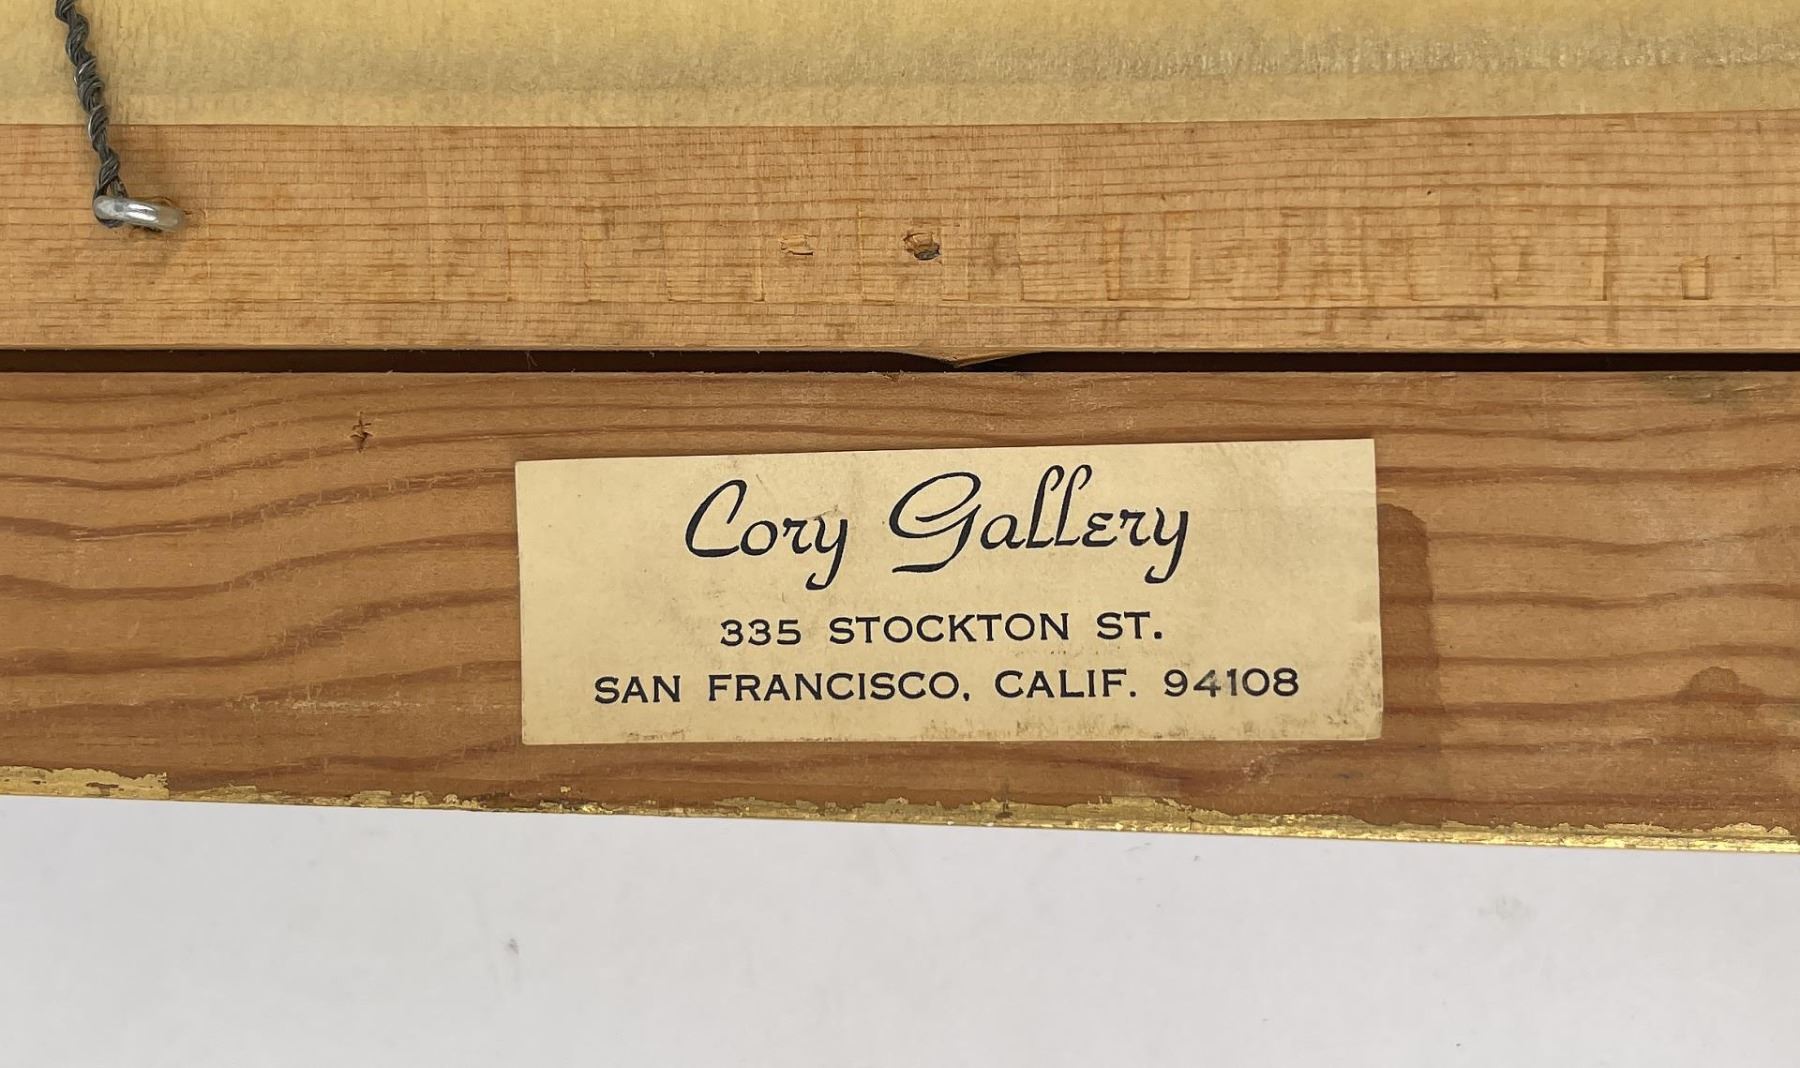 Cory Gallery
335 STOCKTON ST.
SAN FRANCISCO, CALIF. 94108